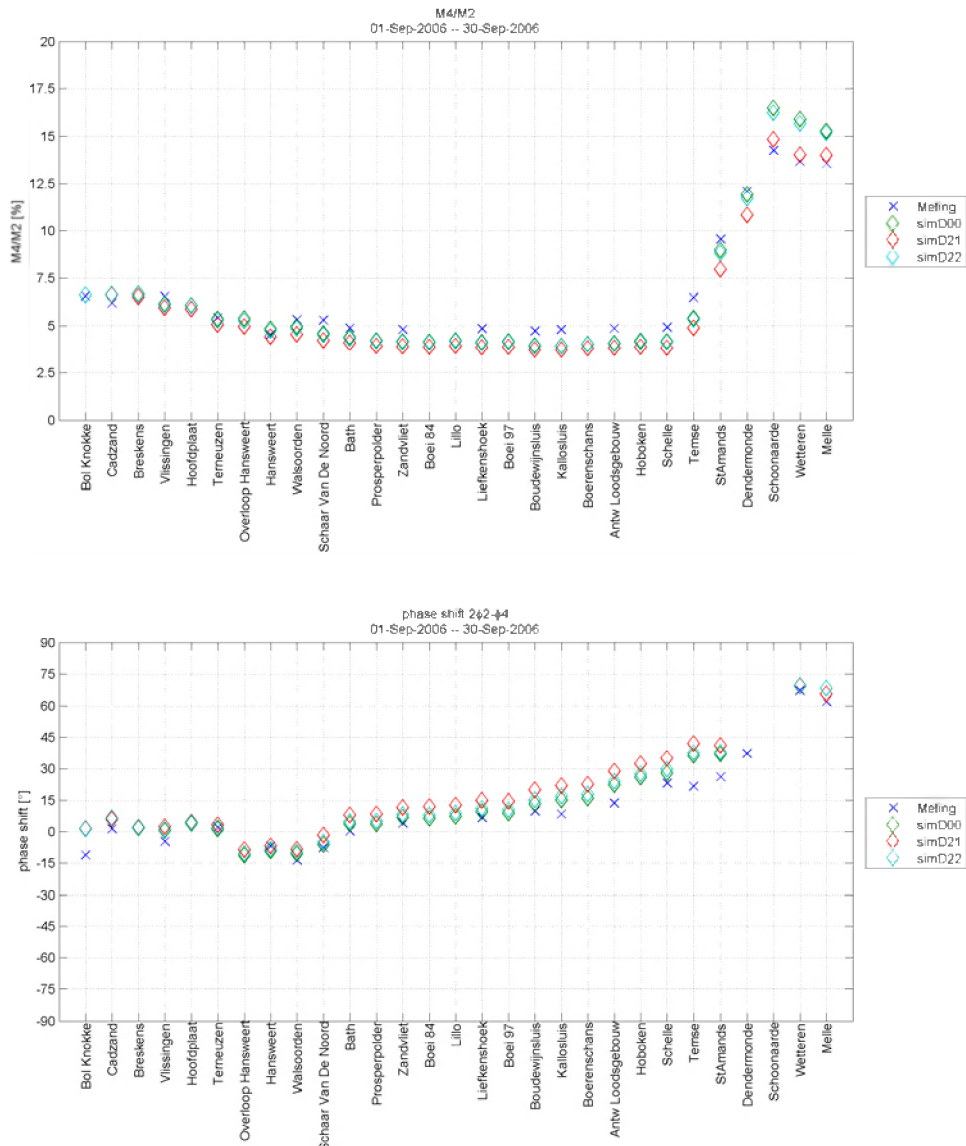 M4/M2
01-Sep-2006 -- 30-Sep-2006
20
17.5
15
12.5
10
7.5
5
2.5
0
M4/M2 [%]
Bol Knokke
Cadzand
Breskens
Vlissingen
Hoofdplaat
Terneuzen
Overloop Hansweert
Hansweert
Walsoorden
Schaar Van De Noord
Bath
Prosperpolder
Zandvliet
Boei 84
Lillo
Liefkenshoek
Boei 97
Boudewijnsluis
Kallosluis
Boerenschans
Antw Loodsgebouw
Hoboken
Schelle
Temse
StAmands
Dendermonde
Schoonaarde
Wetteren
Melle
Meting
simD00
simD21
simD22
phase shift 2ϕ2-ϕ4
01-Sep-2006 -- 30-Sep-2006
90
75
60
45
30
15
0
-15
-30
-45
-60
-75
-90
phase shift [°]
Bol Knokke
Cadzand
Breskens
Vlissingen
Hoofdplaat
Terneuzen
Overloop Hansweert
Hansweert
Walsoorden
Schaar Van De Noord
Bath
Prosperpolder
Zandvliet
Boei 84
Lillo
Liefkenshoek
Boei 97
Boudewijnsluis
Kallosluis
Boerenschans
Antw Loodsgebouw
Hoboken
Schelle
Temse
StAmands
Dendermonde
Schoonaarde
Wetteren
Melle
Meting
simD00
simD21
simD22